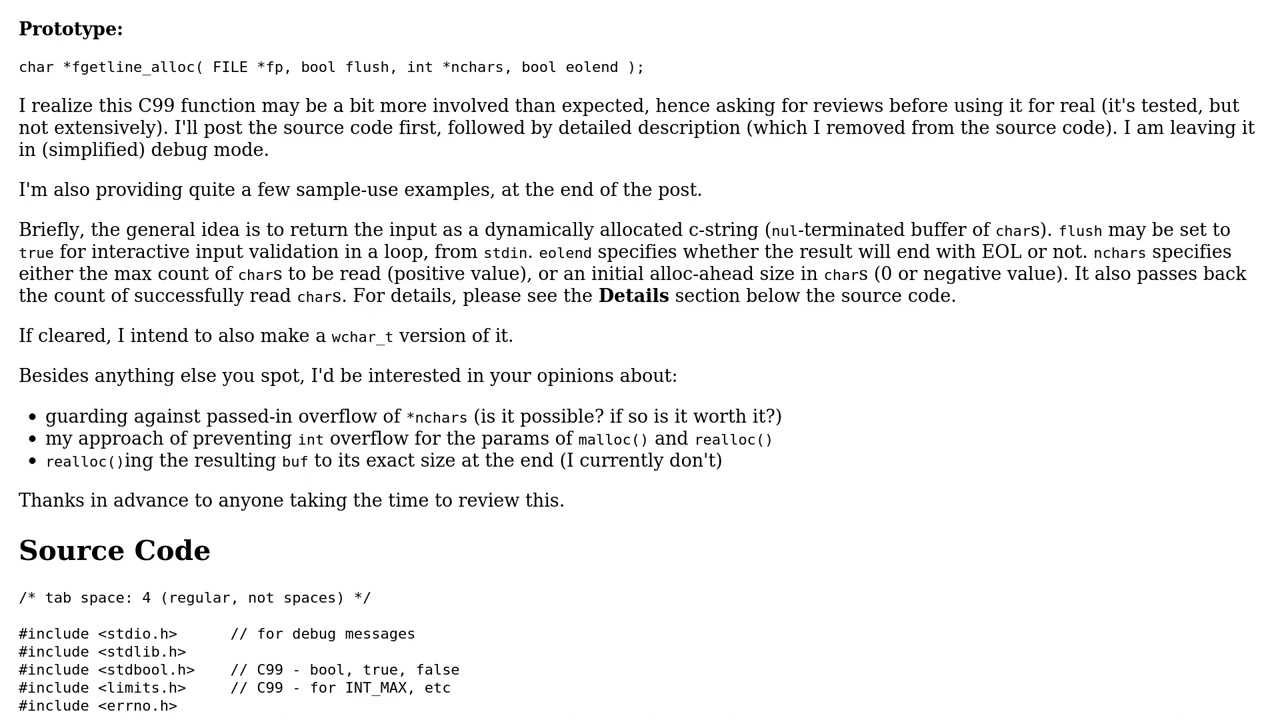 Prototype:
char *fgetline_alloc( FILE *fp, bool flush, int *nchars, bool eolend );
I realize this C99 function may be a bit more involved than expected, hence asking for reviews before using it for real (it's tested, but
not extensively). I'll post the source code first, followed by detailed description (which I removed from the source code). I am leaving it
in (simplified) debug mode.
I'm also providing quite a few sample-use examples, at the end of the post.
Briefly, the general idea is to return the input as a dynamically allocated c-string (nul-terminated buffer of chars). flush may be set to
true for interactive input validation in a loop, from stdin. eolend specifies whether the result will end with EOL or not. nchars specifies
either the max count of chars to be read (positive value), or an initial alloc-ahead size in chars (0 or negative value). It also passes back
the count of successfully read chars. For details, please see the Details section below the source code.
If cleared, I intend to also make a wchar_t version of it.
Besides anything else you spot, I'd be interested in your opinions about:
• guarding against passed-in overflow of *nchars (is it possible? if so is it worth it?)
• my approach of preventing int overflow for the params of malloc() and realloc()
• realloc()ing the resulting buf to its exact size at the end (I currently don't)
Thanks in advance to anyone taking the time to review this.
Source Code
/* tab space: 4 (regular, not spaces) */
#include <stdio.h>      // for debug messages
#include <stdlib.h>
#include <stdbool.h>    // C99 - bool, true, false
#include <limits.h>     // C99 - for INT_MAX, etc
#include <errno.h>